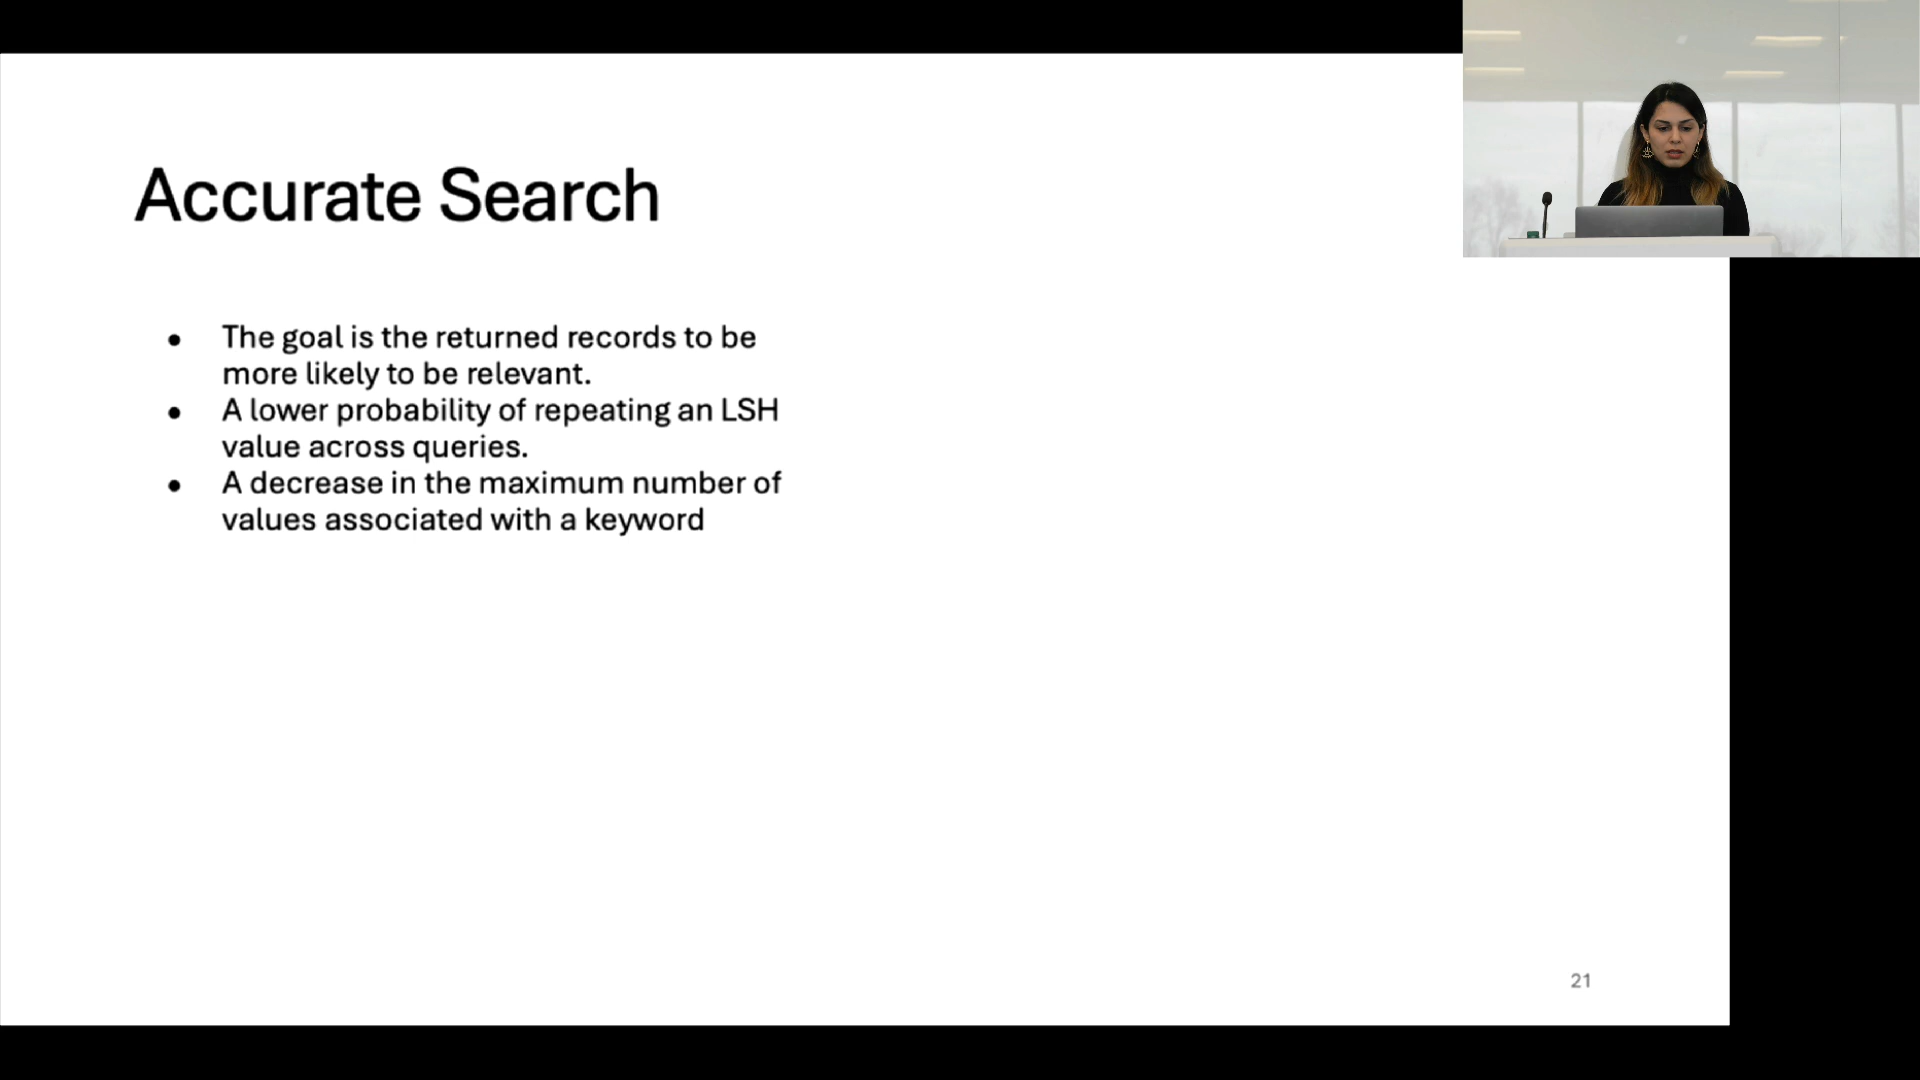 Accurate Search
• The goal is the returned records to be
more likely to be relevant.
• A lower probability of repeating an LSH
value across queries.
• A decrease in the maximum number of
values associated with a keyword
21